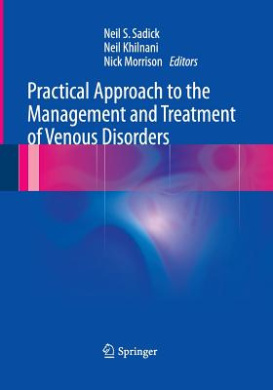 Neil S. Sadick
Neil Khilnani
Nick Morrison Editors
Practical Approach to the
Management and Treatment
of Venous Disorders
Springer